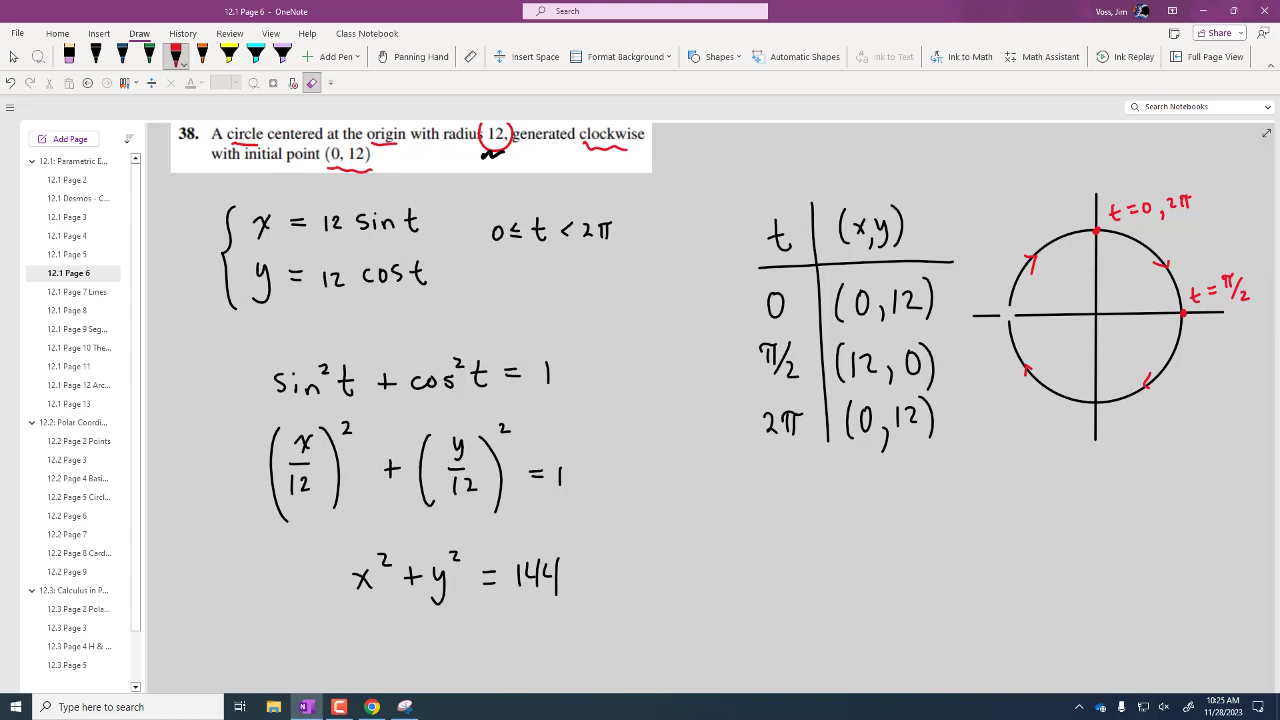 12.1 Page 6 - OneNote
Search
Voss, Jim
File Home Insert Draw History Review View Help Class Notebook
Share
Add Pen Panning Hand Insert Space Format Background Shapes Automatic Shapes Ink to Shape Ink to Math Math Assistant Ink to Text Ink Replay Full Page View
Search Notebooks
Add Page
12.1: Parametric E...
12.1 Page 2
12.1 Desmos - C...
12.1 Page 3
12.1 Page 4
12.1 Page 5
12.1 Page 6
12.1 Page 7 Lines
12.1 Page 8
12.1 Page 9 Seg...
12.1 Page 10 The...
12.1 Page 11
12.1 Page 12 Arc...
12.1 Page 13
12.2: Polar Coordi...
12.2 Page 2 Points
12.2 Page 3
12.2 Page 4 Basi...
12.2 Page 5 Circl...
12.2 Page 6
12.2 Page 7
12.2 Page 8 Card...
12.2 Page 9
12.3: Calculus in P...
12.3 Page 2 Pola...
12.3 Page 3
12.3 Page 4 H & ...
12.3 Page 5
38. A circle centered at the origin with radius 12, generated clockwise
with initial point (0, 12)
x = 12 sin t 0 ≤ t < 2π
y = 12 cos t
sin² t + cos² t = 1
(x/12)² + (y/12)² = 1
x² + y² = 144
t (x,y)
0 (0,12)
π/2 (12,0)
2π (0,12)
t = 0, 2π
t = π/2
Type here to search
10:25 AM
11/28/2023